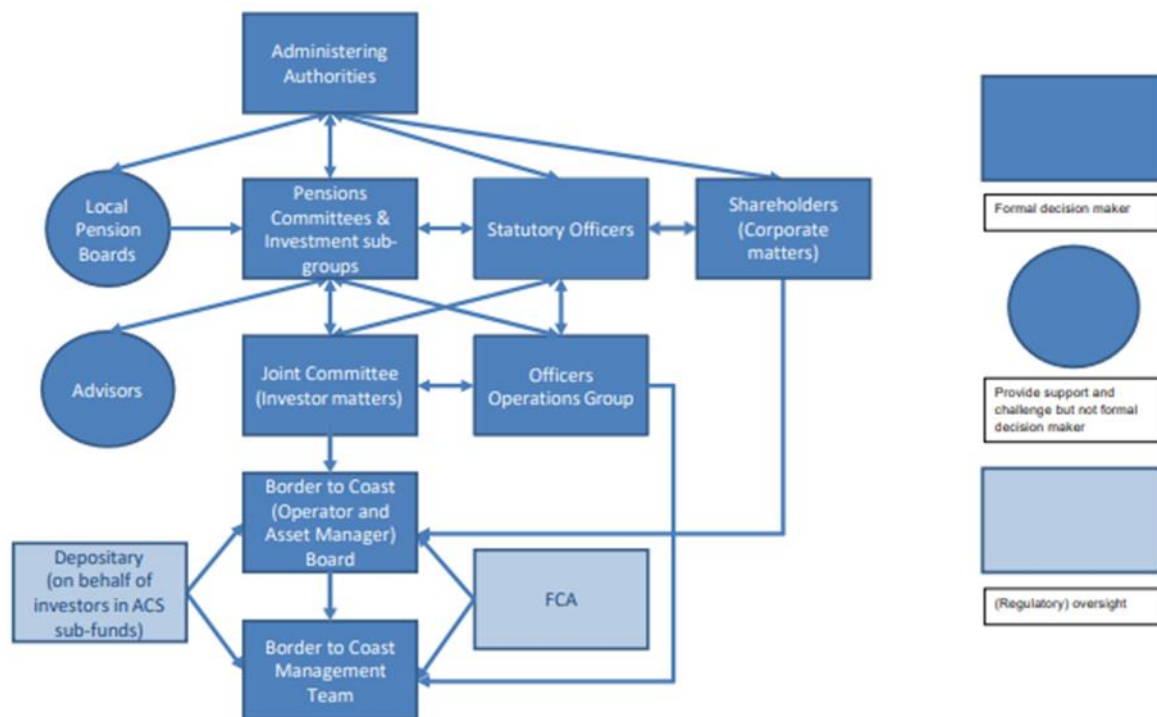 Administering
Authorities
Local
Pension
Boards
Pensions
Committees &
Investment sub-
groups
Statutory Officers
Shareholders
(Corporate
matters)
Advisors
Joint Committee
(Investor matters)
Officers
Operations Group
Border to Coast
(Operator and
Asset Manager)
Board
Depositary
(on behalf of
investors in ACS
sub-funds)
FCA
Border to Coast
Management
Team
Formal decision maker
Provide support and
challenge but not formal
decision maker
(Regulatory) oversight